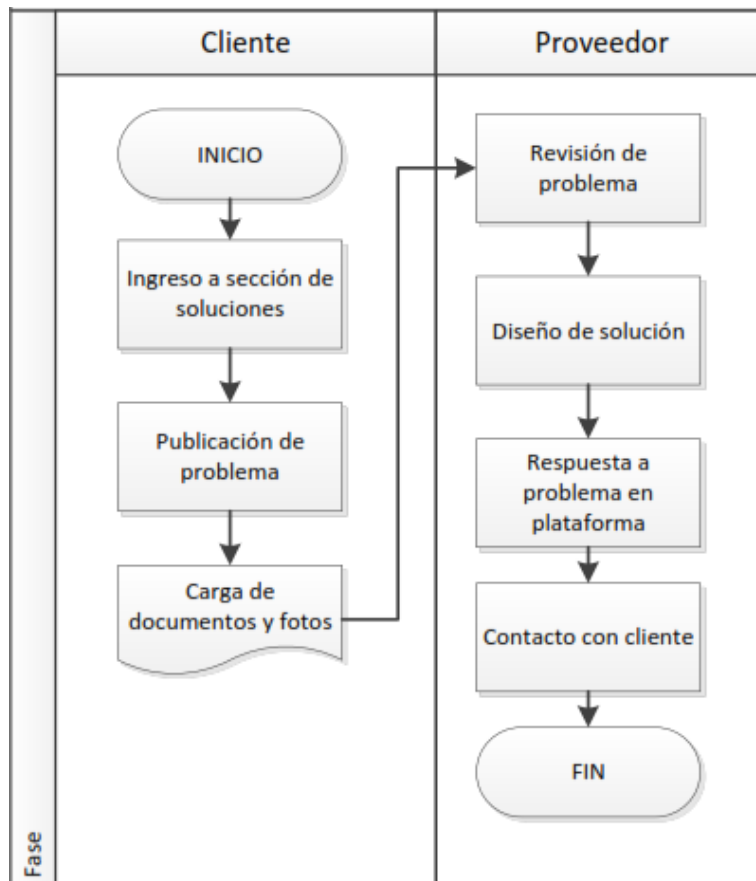 Cliente
Proveedor
INICIO
Ingreso a sección de
soluciones
Publicación de
problema
Carga de
documentos y fotos
Revisión de
problema
Diseño de solución
Respuesta a
problema en
plataforma
Contacto con cliente
FIN
Fase